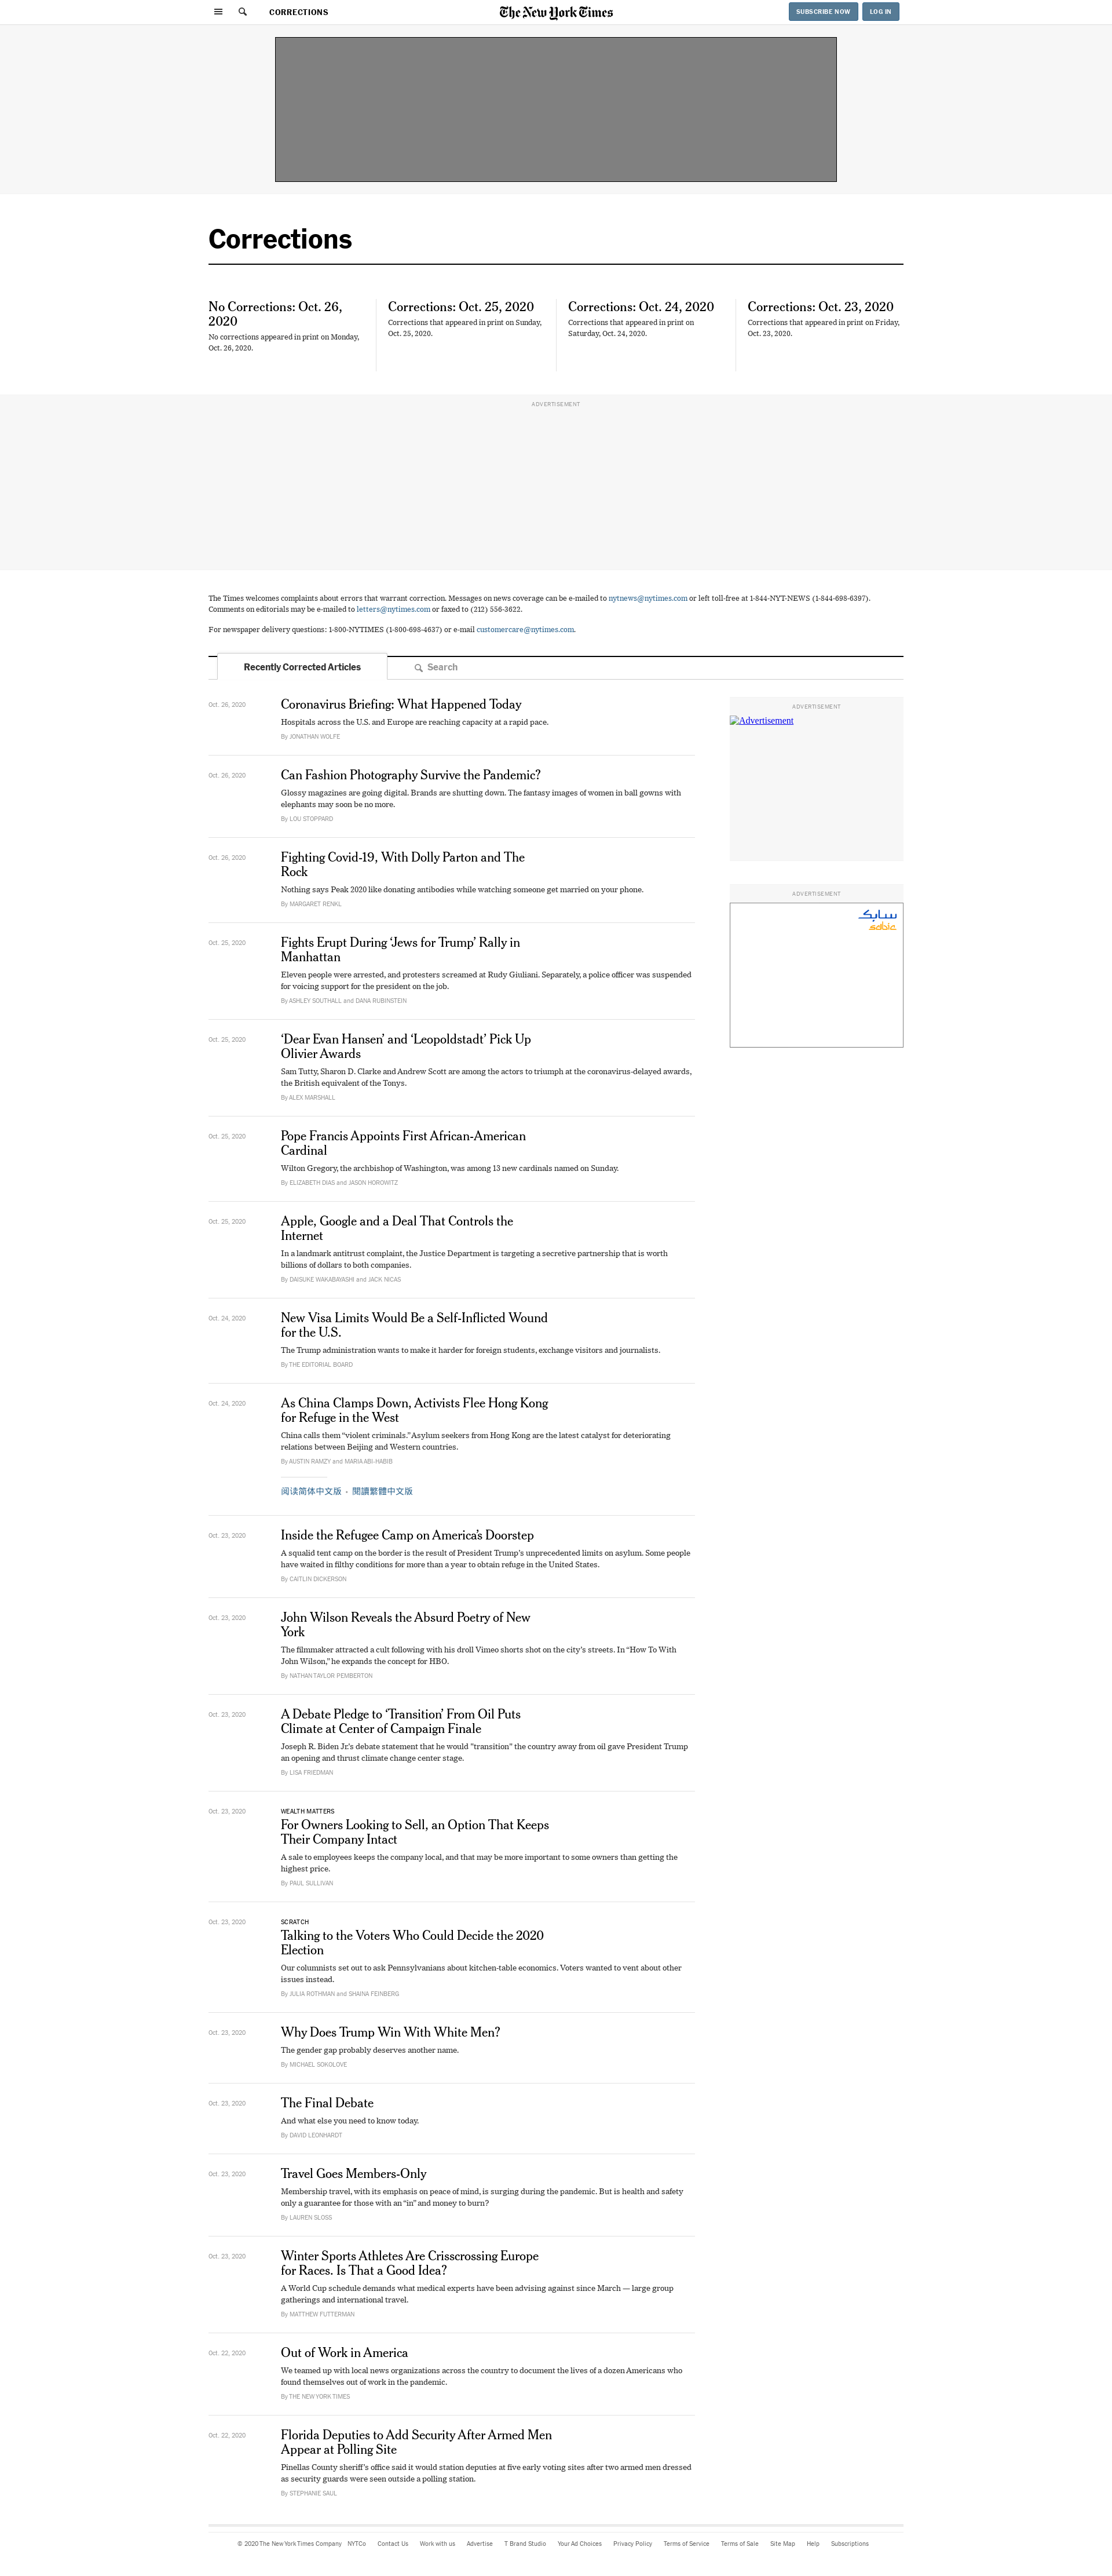 CORRECTIONS
The New York Times
SUBSCRIBE NOW
LOG IN
Corrections
No Corrections: Oct. 26,
2020
No corrections appeared in print on Monday,
Oct. 26, 2020.
Corrections: Oct. 25, 2020
Corrections that appeared in print on Sunday,
Oct. 25, 2020.
Corrections: Oct. 24, 2020
Corrections that appeared in print on
Saturday, Oct. 24, 2020.
Corrections: Oct. 23, 2020
Corrections that appeared in print on Friday,
Oct. 23, 2020.
ADVERTISEMENT
The Times welcomes complaints about errors that warrant correction. Messages on news coverage can be e-mailed to nytnews@nytimes.com or left toll-free at 1-844-NYT-NEWS (1-844-698-6397).
Comments on editorials may be e-mailed to letters@nytimes.com or faxed to (212) 556-3622.
For newspaper delivery questions: 1-800-NYTIMES (1-800-698-4637) or e-mail customercare@nytimes.com.
Recently Corrected Articles
Search
Oct. 26, 2020
Coronavirus Briefing: What Happened Today
Hospitals across the U.S. and Europe are reaching capacity at a rapid pace.
By JONATHAN WOLFE
Oct. 26, 2020
Can Fashion Photography Survive the Pandemic?
Glossy magazines are going digital. Brands are shutting down. The fantasy images of women in ball gowns with
elephants may soon be no more.
By LOU STOPPARD
Oct. 26, 2020
Fighting Covid-19, With Dolly Parton and The
Rock
Nothing says Peak 2020 like donating antibodies while watching someone get married on your phone.
By MARGARET RENKL
Oct. 25, 2020
Fights Erupt During ‘Jews for Trump’ Rally in
Manhattan
Eleven people were arrested, and protesters screamed at Rudy Giuliani. Separately, a police officer was suspended
for voicing support for the president on the job.
By ASHLEY SOUTHALL and DANA RUBINSTEIN
Oct. 25, 2020
‘Dear Evan Hansen’ and ‘Leopoldstadt’ Pick Up
Olivier Awards
Sam Tutty, Sharon D. Clarke and Andrew Scott are among the actors to triumph at the coronavirus-delayed awards,
the British equivalent of the Tonys.
By ALEX MARSHALL
Oct. 25, 2020
Pope Francis Appoints First African-American
Cardinal
Wilton Gregory, the archbishop of Washington, was among 13 new cardinals named on Sunday.
By ELIZABETH DIAS and JASON HOROWITZ
Oct. 25, 2020
Apple, Google and a Deal That Controls the
Internet
In a landmark antitrust complaint, the Justice Department is targeting a secretive partnership that is worth
billions of dollars to both companies.
By DAISUKE WAKABAYASHI and JACK NICAS
Oct. 24, 2020
New Visa Limits Would Be a Self-Inflicted Wound
for the U.S.
The Trump administration wants to make it harder for foreign students, exchange visitors and journalists.
By THE EDITORIAL BOARD
Oct. 24, 2020
As China Clamps Down, Activists Flee Hong Kong
for Refuge in the West
China calls them “violent criminals.” Asylum seekers from Hong Kong are the latest catalyst for deteriorating
relations between Beijing and Western countries.
By AUSTIN RAMZY and MARIA ABI-HABIB
阅读简体中文版 • 閱讀繁體中文版
Oct. 23, 2020
Inside the Refugee Camp on America’s Doorstep
A squalid tent camp on the border is the result of President Trump’s unprecedented limits on asylum. Some people
have waited in filthy conditions for more than a year to obtain refuge in the United States.
By CAITLIN DICKERSON
Oct. 23, 2020
John Wilson Reveals the Absurd Poetry of New
York
The filmmaker attracted a cult following with his droll Vimeo shorts shot on the city’s streets. In “How To With
John Wilson,” he expands the concept for HBO.
By NATHAN TAYLOR PEMBERTON
Oct. 23, 2020
A Debate Pledge to ‘Transition’ From Oil Puts
Climate at Center of Campaign Finale
Joseph R. Biden Jr.’s debate statement that he would "transition" the country away from oil gave President Trump
an opening and thrust climate change center stage.
By LISA FRIEDMAN
Oct. 23, 2020
WEALTH MATTERS
For Owners Looking to Sell, an Option That Keeps
Their Company Intact
A sale to employees keeps the company local, and that may be more important to some owners than getting the
highest price.
By PAUL SULLIVAN
Oct. 23, 2020
SCRATCH
Talking to the Voters Who Could Decide the 2020
Election
Our columnists set out to ask Pennsylvanians about kitchen-table economics. Voters wanted to vent about other
issues instead.
By JULIA ROTHMAN and SHAINA FEINBERG
Oct. 23, 2020
Why Does Trump Win With White Men?
The gender gap probably deserves another name.
By MICHAEL SOKOLOVE
Oct. 23, 2020
The Final Debate
And what else you need to know today.
By DAVID LEONHARDT
Oct. 23, 2020
Travel Goes Members-Only
Membership travel, with its emphasis on peace of mind, is surging during the pandemic. But is health and safety
only a guarantee for those with an “in” and money to burn?
By LAUREN SLOSS
Oct. 23, 2020
Winter Sports Athletes Are Crisscrossing Europe
for Races. Is That a Good Idea?
A World Cup schedule demands what medical experts have been advising against since March — large group
gatherings and international travel.
By MATTHEW FUTTERMAN
Oct. 22, 2020
Out of Work in America
We teamed up with local news organizations across the country to document the lives of a dozen Americans who
found themselves out of work in the pandemic.
By THE NEW YORK TIMES
Oct. 22, 2020
Florida Deputies to Add Security After Armed Men
Appear at Polling Site
Pinellas County sheriff’s office said it would station deputies at five early voting sites after two armed men dressed
as security guards were seen outside a polling station.
By STEPHANIE SAUL
ADVERTISEMENT
Advertisement
ADVERTISEMENT
سابك
sabic
© 2020 The New York Times Company NYTCo Contact Us Work with us Advertise T Brand Studio Your Ad Choices Privacy Policy Terms of Service Terms of Sale Site Map Help Subscriptions